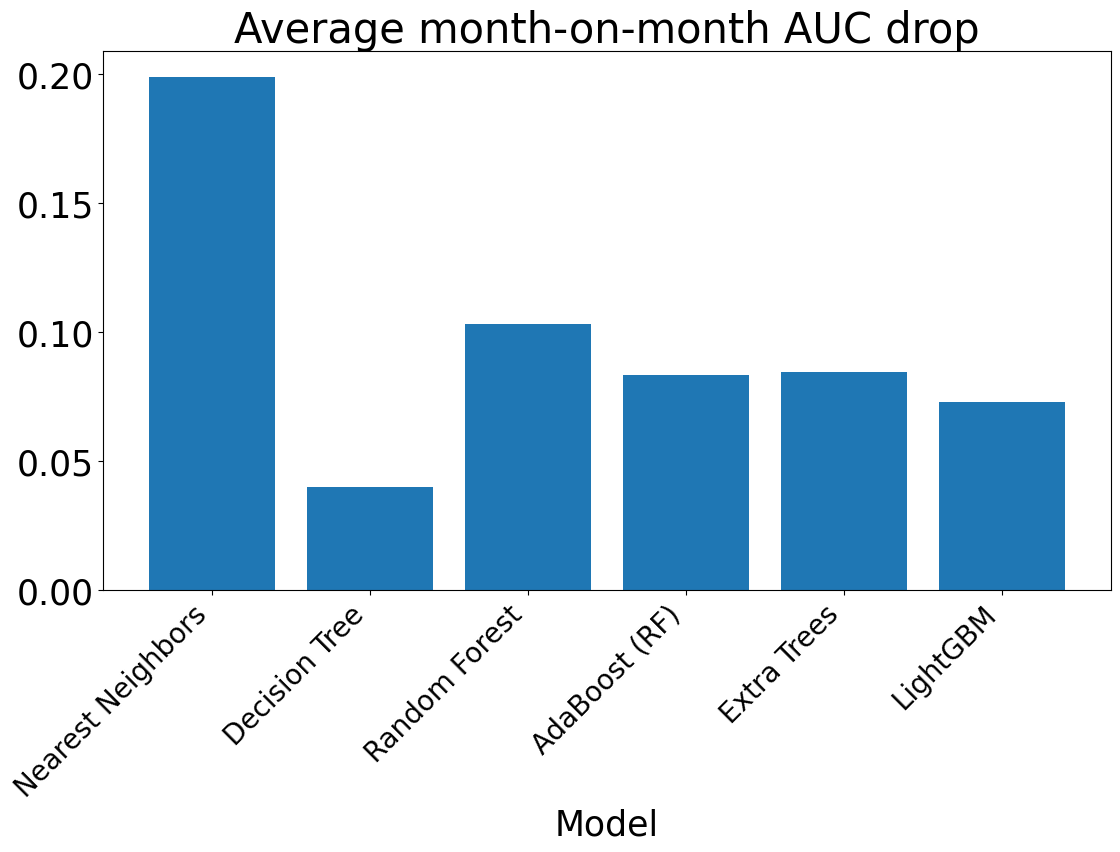 Average month-on-month AUC drop
0.20
0.15
0.10
0.05
0.00
Nearest Neighbors
Decision Tree
Random Forest
AdaBoost (RF)
Extra Trees
LightGBM
Model